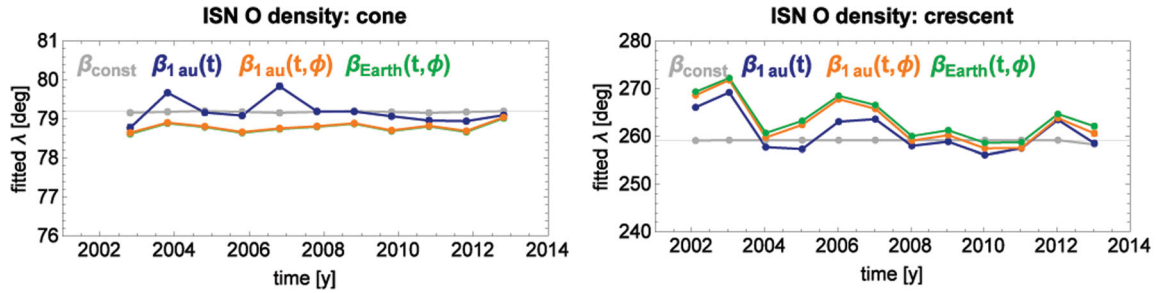 ISN O density: cone
81
80
79
78
77
76
fitted λ [deg]
βconst β1 au(t) β1 au(t,ϕ) βEarth(t,ϕ)
2002 2004 2006 2008 2010 2012 2014
time [y]
ISN O density: crescent
280
270
260
250
240
fitted λ [deg]
βconst β1 au(t) β1 au(t,ϕ) βEarth(t,ϕ)
2002 2004 2006 2008 2010 2012 2014
time [y]